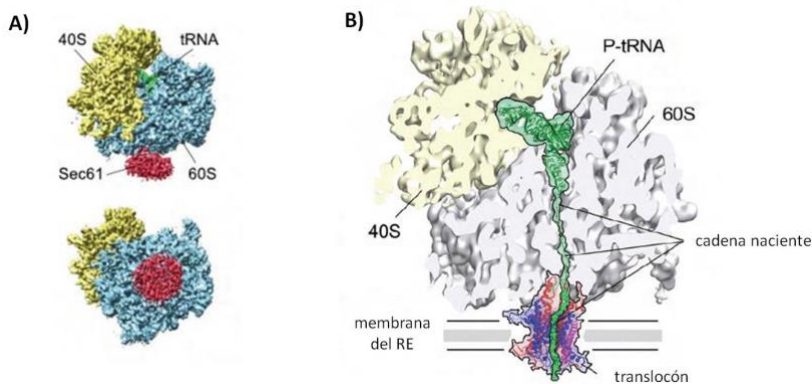 A)
40S
tRNA
Sec61
60S
B)
P-tRNA
60S
40S
cadena naciente
membrana
del RE
translocón